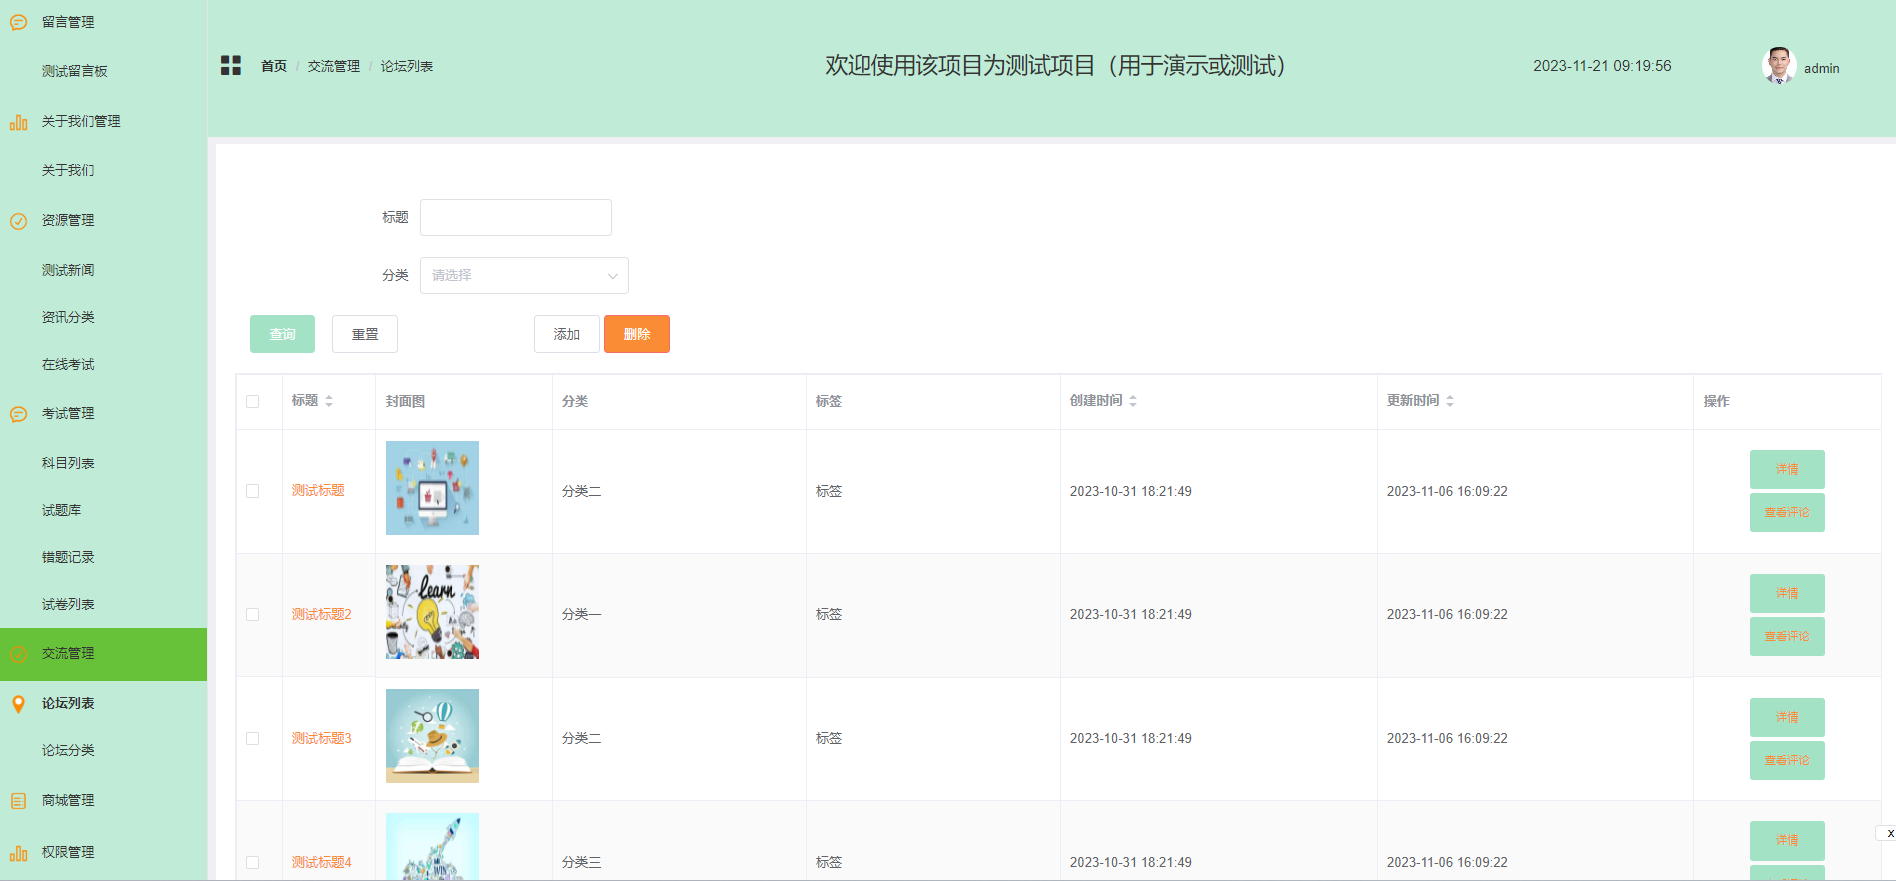 留言管理
测试留言板
关于我们管理
关于我们
资源管理
测试新闻
资讯分类
在线考试
考试管理
科目列表
试题库
错题记录
试卷列表
交流管理
论坛列表
论坛分类
商城管理
权限管理
首页 / 交流管理 / 论坛列表
欢迎使用该项目为测试项目（用于演示或测试）
2023-11-21 09:19:56
admin
标题
分类 请选择
查询 重置 添加 删除
标题 封面图 分类 标签 创建时间 更新时间 操作
测试标题 分类二 标签 2023-10-31 18:21:49 2023-11-06 16:09:22 详情
查看评论
learn
测试标题2 分类一 标签 2023-10-31 18:21:49 2023-11-06 16:09:22 详情
查看评论
测试标题3 分类二 标签 2023-10-31 18:21:49 2023-11-06 16:09:22 详情
查看评论
x
测试标题4 分类三 标签 2023-10-31 18:21:49 2023-11-06 16:09:22 详情
WIN